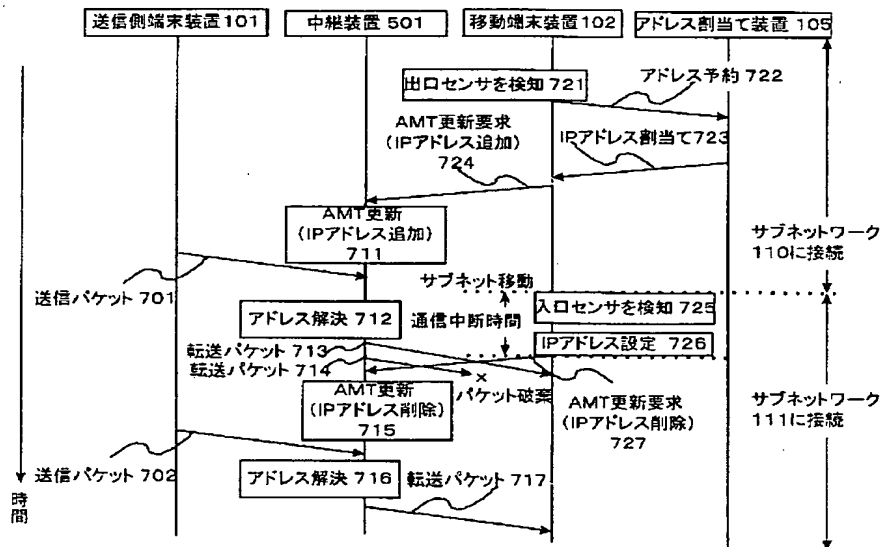 送信側端末装置101
中継装置 501
移動端末装置102
アドレス割当て装置 105
出口センサを検知 721
アドレス予約 722
AMT更新要求
(IPアドレス追加)
724
IPアドレス割当て723
AMT更新
(IPアドレス追加)
711
サブネットワーク
110に接続
送信パケット 701
サブネット移動
アドレス解決 712
通信中断時間
入口センサを検知 725
IPアドレス設定 726
転送パケット713
転送パケット714
×
パケット破棄
AMT更新
(IPアドレス削除)
715
AMT更新要求
(IPアドレス削除)
727
サブネットワーク
111に接続
送信パケット 702
アドレス解決 716
転送パケット 717
時間